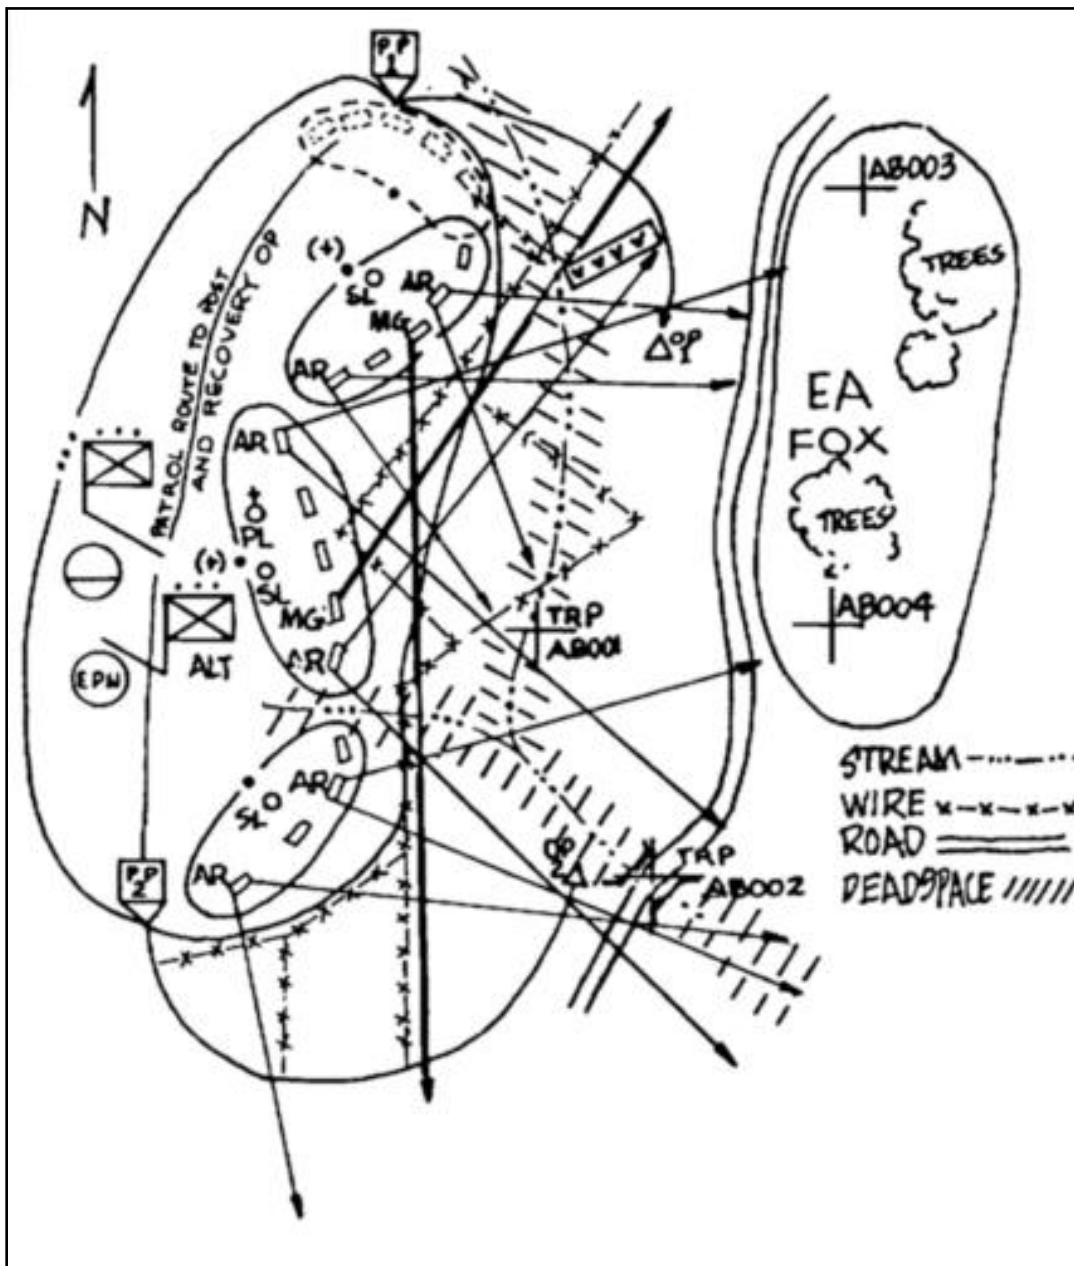 PP
1
N
PATROL ROUTE TO POST
AND RECOVERY OP
(+)
SL
AR
MG
AR
OP
1
AB003
TREES
EA
FOX
TREES
AB004
AR
+
PL
(+)
SL
MG
AR
TRP
AB001
ALT
EPW
AR
SL
AR
PP
2
OP
2
TRP
AB002
STREAM
WIRE x-x-x-x-x
ROAD
DEADSPACE